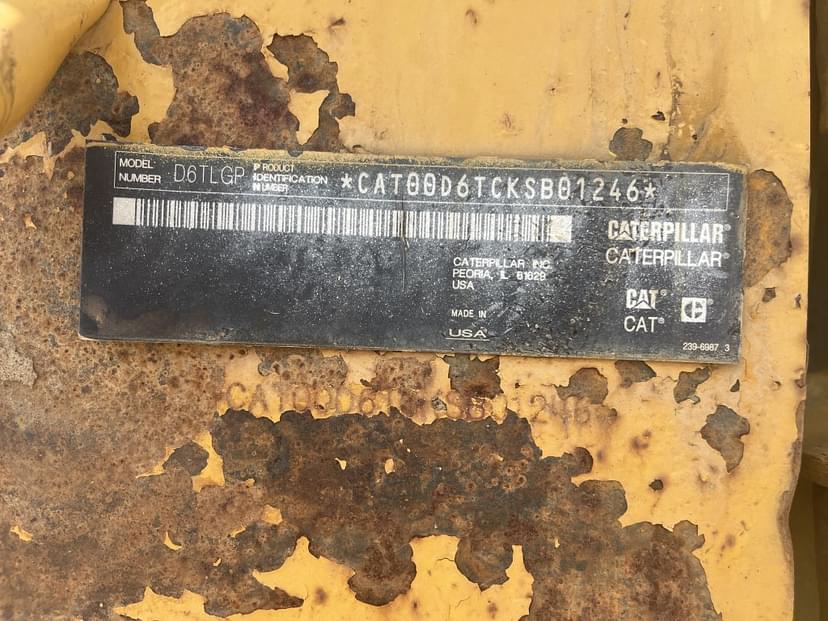 MODEL NUMBER D6TLGP PRODUCT IDENTIFICATION NUMBER *CAT00D6TCKSB01246*
CATERPILLAR®
CATERPILLAR®
CATERPILLAR INC.
PEORIA, IL 61629
USA
MADE IN
USA
CAT®
CAT®
239-6987 3
CAT00D6TCKSB01246